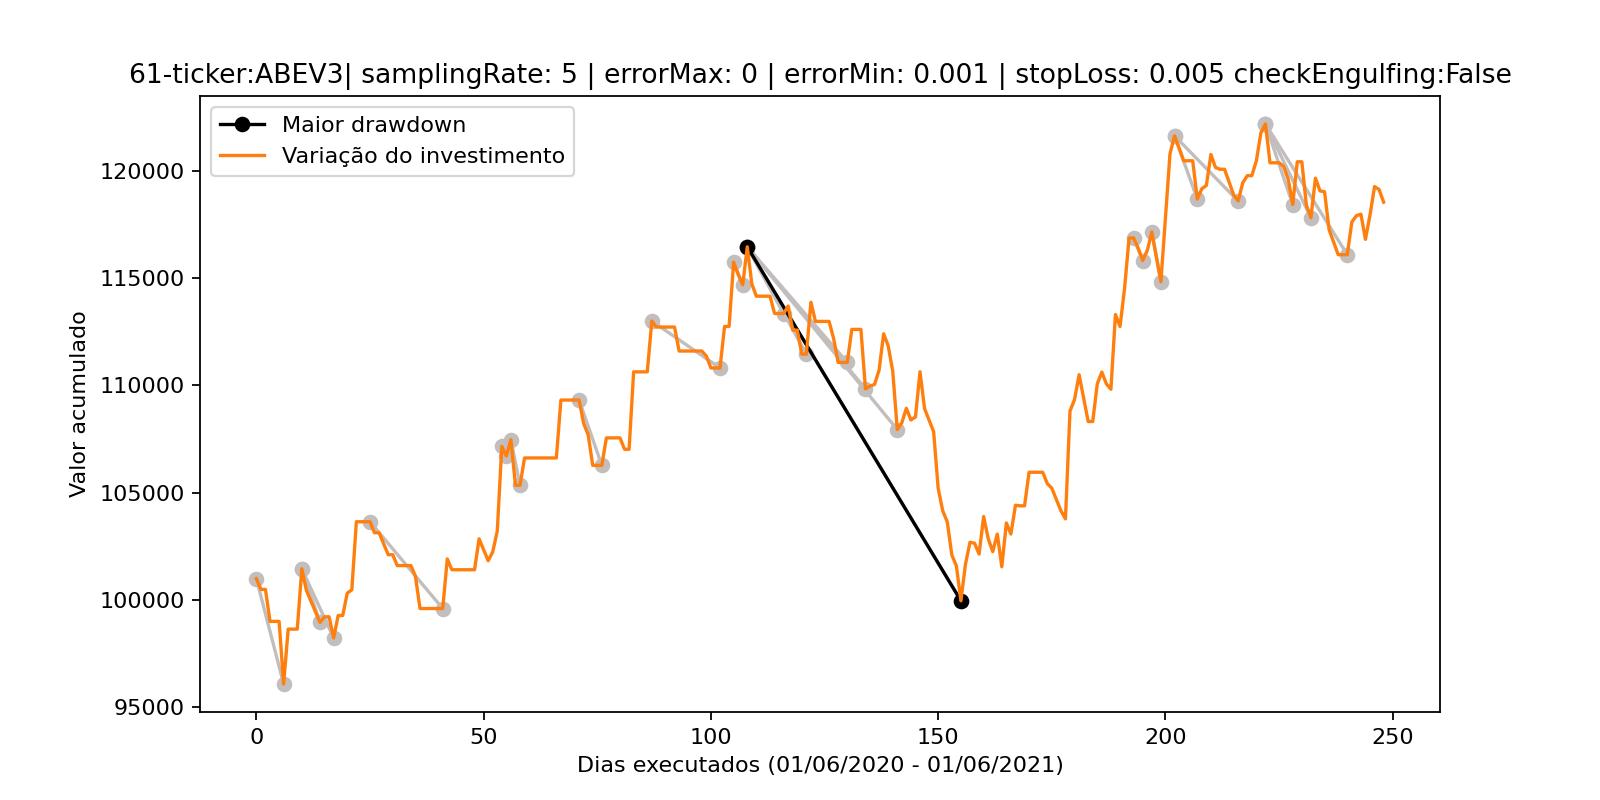 61-ticker:ABEV3| samplingRate: 5 | errorMax: 0 | errorMin: 0.001 | stopLoss: 0.005 checkEngulfing:False
Maior drawdown
Variação do investimento
Valor acumulado
120000
115000
110000
105000
100000
95000
0 50 100 150 200 250
Dias executados (01/06/2020 - 01/06/2021)